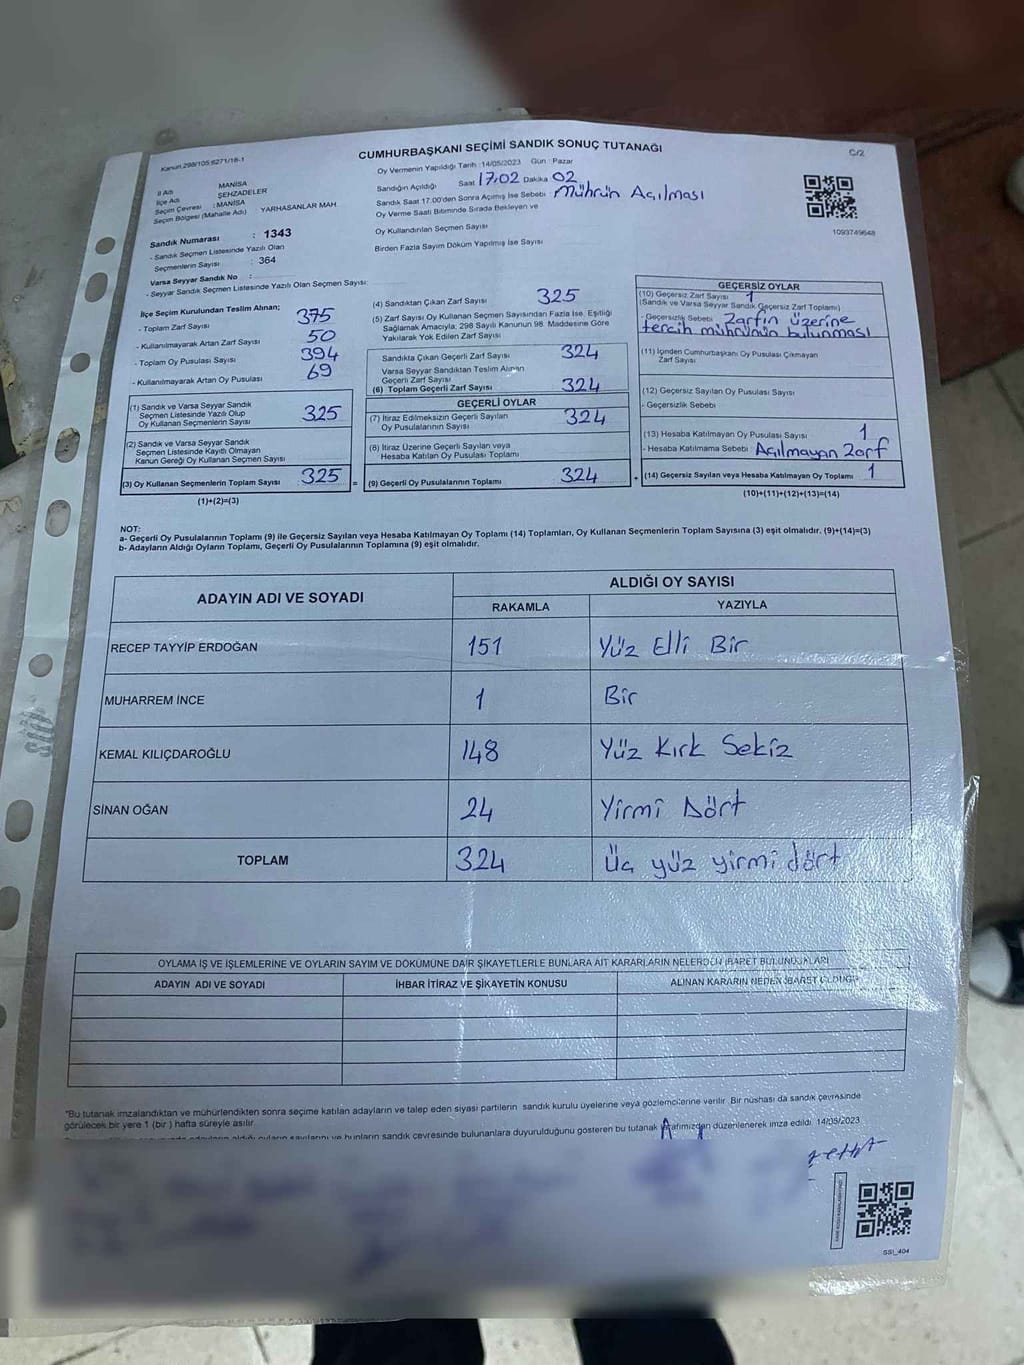 Kanun.298/105;6271/18-1
CUMHURBAŞKANI SEÇİMİ SANDIK SONUÇ TUTANAĞI
C/2
Oy Vermenin Yapıldığı Tarih :14/05/2023 Gün : Pazar
Sandığın Açıldığı Saat 17,02 Dakika 02
Sandık Saat 17.00'den Sonra Açımış İse Sebebi : Mührün Açılması
Oy Verme Saati Bitiminde Sırada Bekleyen ve
Oy Kullandırılan Seçmen Sayısı
Birden Fazla Sayım Döküm Yapılmış İse Sayısı
1093749648
İl Adı MANİSA
İlçe Adı ŞEHZADELER
Seçim Çevresi : MANİSA
Seçim Bölgesi (Mahalle Adı) YARHASANLAR MAH
Sandık Numarası : 1343
- Sandık Seçmen Listesinde Yazılı Olan
Seçmenlerin Sayısı : 364
Varsa Seyyar Sandık No :
- Seyyar Sandık Seçmen Listesinde Yazılı Olan Seçmen Sayısı:
İlçe Seçim Kurulundan Teslim Alınan;
- Toplam Zarf Sayısı 375
- Kullanılmayarak Artan Zarf Sayısı 50
- Toplam Oy Pusulası Sayısı 394
- Kullanılmayarak Artan Oy Pusulası 69
(1) Sandık ve Varsa Seyyar Sandık
Seçmen Listesinde Yazılı Olup
Oy Kullanan Seçmenlerin Sayısı 325
(2) Sandık ve Varsa Seyyar Sandık
Seçmen Listesinde Kayıtlı Olmayan
Kanun Gereği Oy Kullanan Seçmen Sayısı
(3) Oy Kullanan Seçmenlerin Toplam Sayısı : 325 =
(1)+(2)=(3)
(4) Sandıktan Çıkan Zarf Sayısı 325
(5) Zarf Sayısı Oy Kullanan Seçmen Sayısından Fazla İse, Eşitliği
Sağlamak Amacıyla; 298 Sayılı Kanunun 98. Maddesine Göre
Yakılarak Yok Edilen Zarf Sayısı
Sandıkta Çıkan Geçerli Zarf Sayısı 324
Varsa Seyyar Sandıktan Teslim Alınan
Geçerli Zarf Sayısı
(6) Toplam Geçerli Zarf Sayısı 324
GEÇERLİ OYLAR
(7) İtiraz Edilmeksizin Geçerli Sayılan
Oy Pusulalarının Sayısı 324
(8) İtiraz Üzerine Geçerli Sayılan veya
Hesaba Katılan Oy Pusulası Toplamı
(9) Geçerli Oy Pusulalarının Toplamı 324 +
GEÇERSİZ OYLAR
(10) Geçersiz Zarf Sayısı 1
(Sandık ve Varsa Seyyar Sandık Geçersiz Zarf Toplamı)
- Geçersizlik Sebebi : Zarfın üzerine
tercih mührünün bulunması
(11) İçinden Cumhurbaşkanı Oy Pusulası Çıkmayan
Zarf Sayısı
(12) Geçersiz Sayılan Oy Pusulası Sayısı
- Geçersizlik Sebebi
(13) Hesaba Katılmayan Oy Pusulası Sayısı 1
- Hesaba Katılmama Sebebi : Açılmayan Zarf
(14) Geçersiz Sayılan veya Hesaba Katılmayan Oy Toplamı 1
(10)+(11)+(12)+(13)=(14)
NOT:
a- Geçerli Oy Pusulalarının Toplamı (9) ile Geçersiz Sayılan veya Hesaba Katılmayan Oy Toplamı (14) Toplamları, Oy Kullanan Seçmenlerin Toplam Sayısına (3) eşit olmalıdır. (9)+(14)=(3)
b- Adayların Aldığı Oyların Toplamı, Geçerli Oy Pusulalarının Toplamına (9) eşit olmalıdır.
ADAYIN ADI VE SOYADI
ALDIĞI OY SAYISI
RAKAMLA YAZIYLA
RECEP TAYYİP ERDOĞAN 151 Yüz Elli Bir
MUHARREM İNCE 1 Bir
KEMAL KILIÇDAROĞLU 148 Yüz Kırk Sekiz
SİNAN OĞAN 24 Yirmi Dört
TOPLAM 324 Üç yüz yirmi dört
OYLAMA İŞ VE İŞLEMLERİNE VE OYLARIN SAYIM VE DÖKÜMÜNE DAİR ŞİKAYETLERLE BUNLARA AİT KARARLARIN NELERDEN İBARET BULUNDUKLARI
ADAYIN ADI VE SOYADI İHBAR İTİRAZ VE ŞİKAYETİN KONUSU ALINAN KARARIN NEDEN İBARET OLDUĞU
"Bu tutanak imzalandıktan ve mühürlendikten sonra seçime katılan adayların ve talep eden siyasi partilerin sandık kurulu üyelerine veya gözlemcilerine verilir. Bir nüshası da sandık çevresinde
görülecek bir yere 1 (bir) hafta süreyle asılır.
oyların sayılarını ve bunların sandık çevresinde bulunanlara duyurulduğunu gösteren bu tutanak tarafımızdan düzenlenerek imza edildi. 14/05/2023
SSI_404